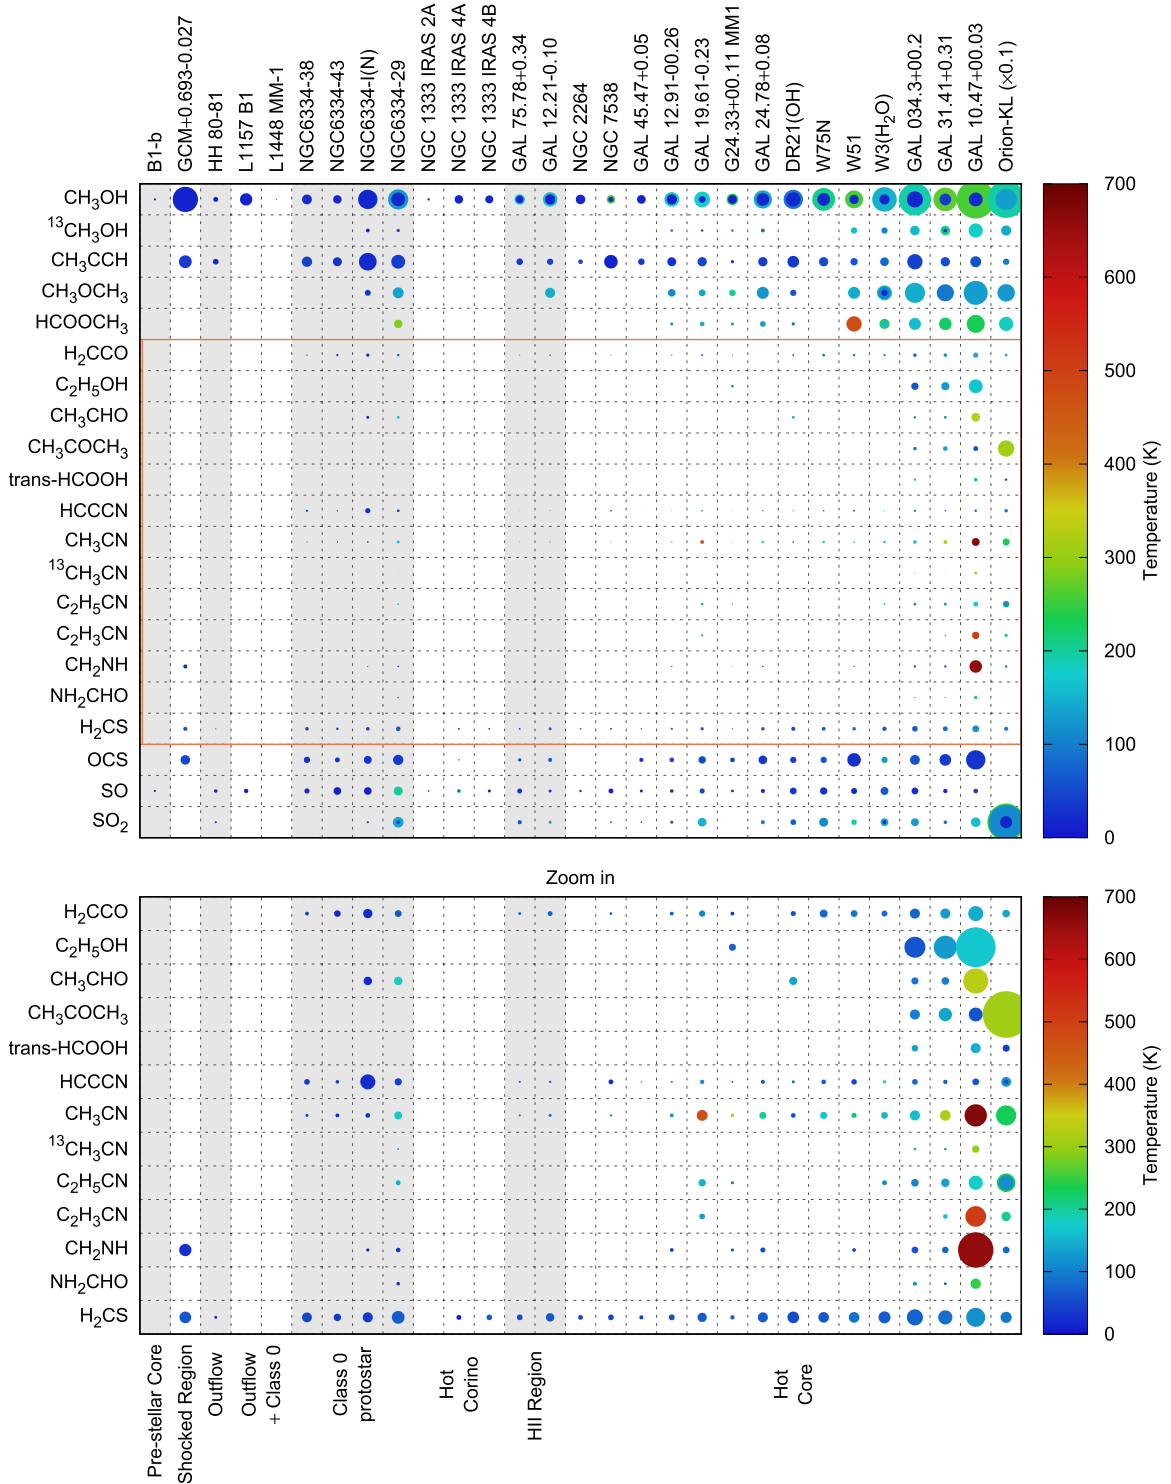 B1-b
GCM+0.693-0.027
HH 80-81
L1157 B1
L1448 MM-1
NGC6334-38
NGC6334-43
NGC6334-I(N)
NGC6334-29
NGC 1333 IRAS 2A
NGC 1333 IRAS 4A
NGC 1333 IRAS 4B
GAL 75.78+0.34
GAL 12.21-0.10
NGC 2264
NGC 7538
GAL 45.47+0.05
GAL 12.91-00.26
GAL 19.61-0.23
G24.33+00.11 MM1
GAL 24.78+0.08
DR21(OH)
W75N
W51
W3(H₂O)
GAL 034.3+00.2
GAL 31.41+0.31
GAL 10.47+00.03
Orion-KL (×0.1)
CH₃OH
¹³CH₃OH
CH₃CCH
CH₃OCH₃
HCOOCH₃
H₂CCO
C₂H₅OH
CH₃CHO
CH₃COCH₃
trans-HCOOH
HCCCN
CH₃CN
¹³CH₃CN
C₂H₅CN
C₂H₃CN
CH₂NH
NH₂CHO
H₂CS
OCS
SO
SO₂
700
600
500
400
300
200
100
0
Temperature (K)
Zoom in
H₂CCO
C₂H₅OH
CH₃CHO
CH₃COCH₃
trans-HCOOH
HCCCN
CH₃CN
¹³CH₃CN
C₂H₅CN
C₂H₃CN
CH₂NH
NH₂CHO
H₂CS
700
600
500
400
300
200
100
0
Temperature (K)
Pre-stellar Core
Shocked Region
Outflow
Outflow
+ Class 0
Class 0
protostar
Hot
Corino
HII Region
Hot
Core